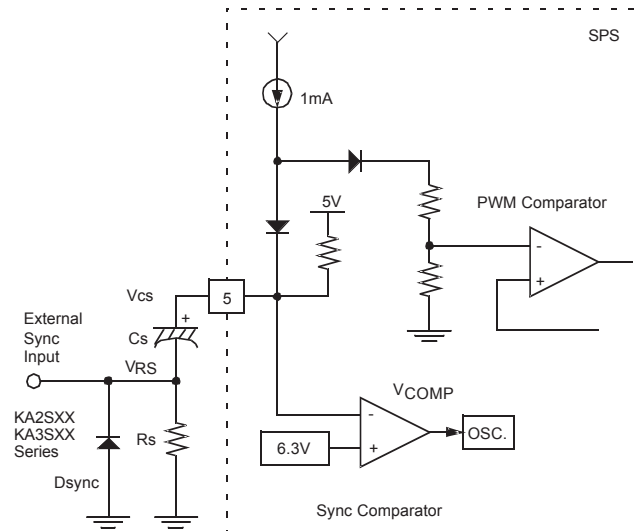 SPS
1mA
5V
PWM Comparator
-
+
Vcs
5
External
Sync
Input
+
Cs
VRS
KA2SXX
KA3SXX
Series
Rs
Dsync
VCOMP
-
+
6.3V
OSC.
Sync Comparator